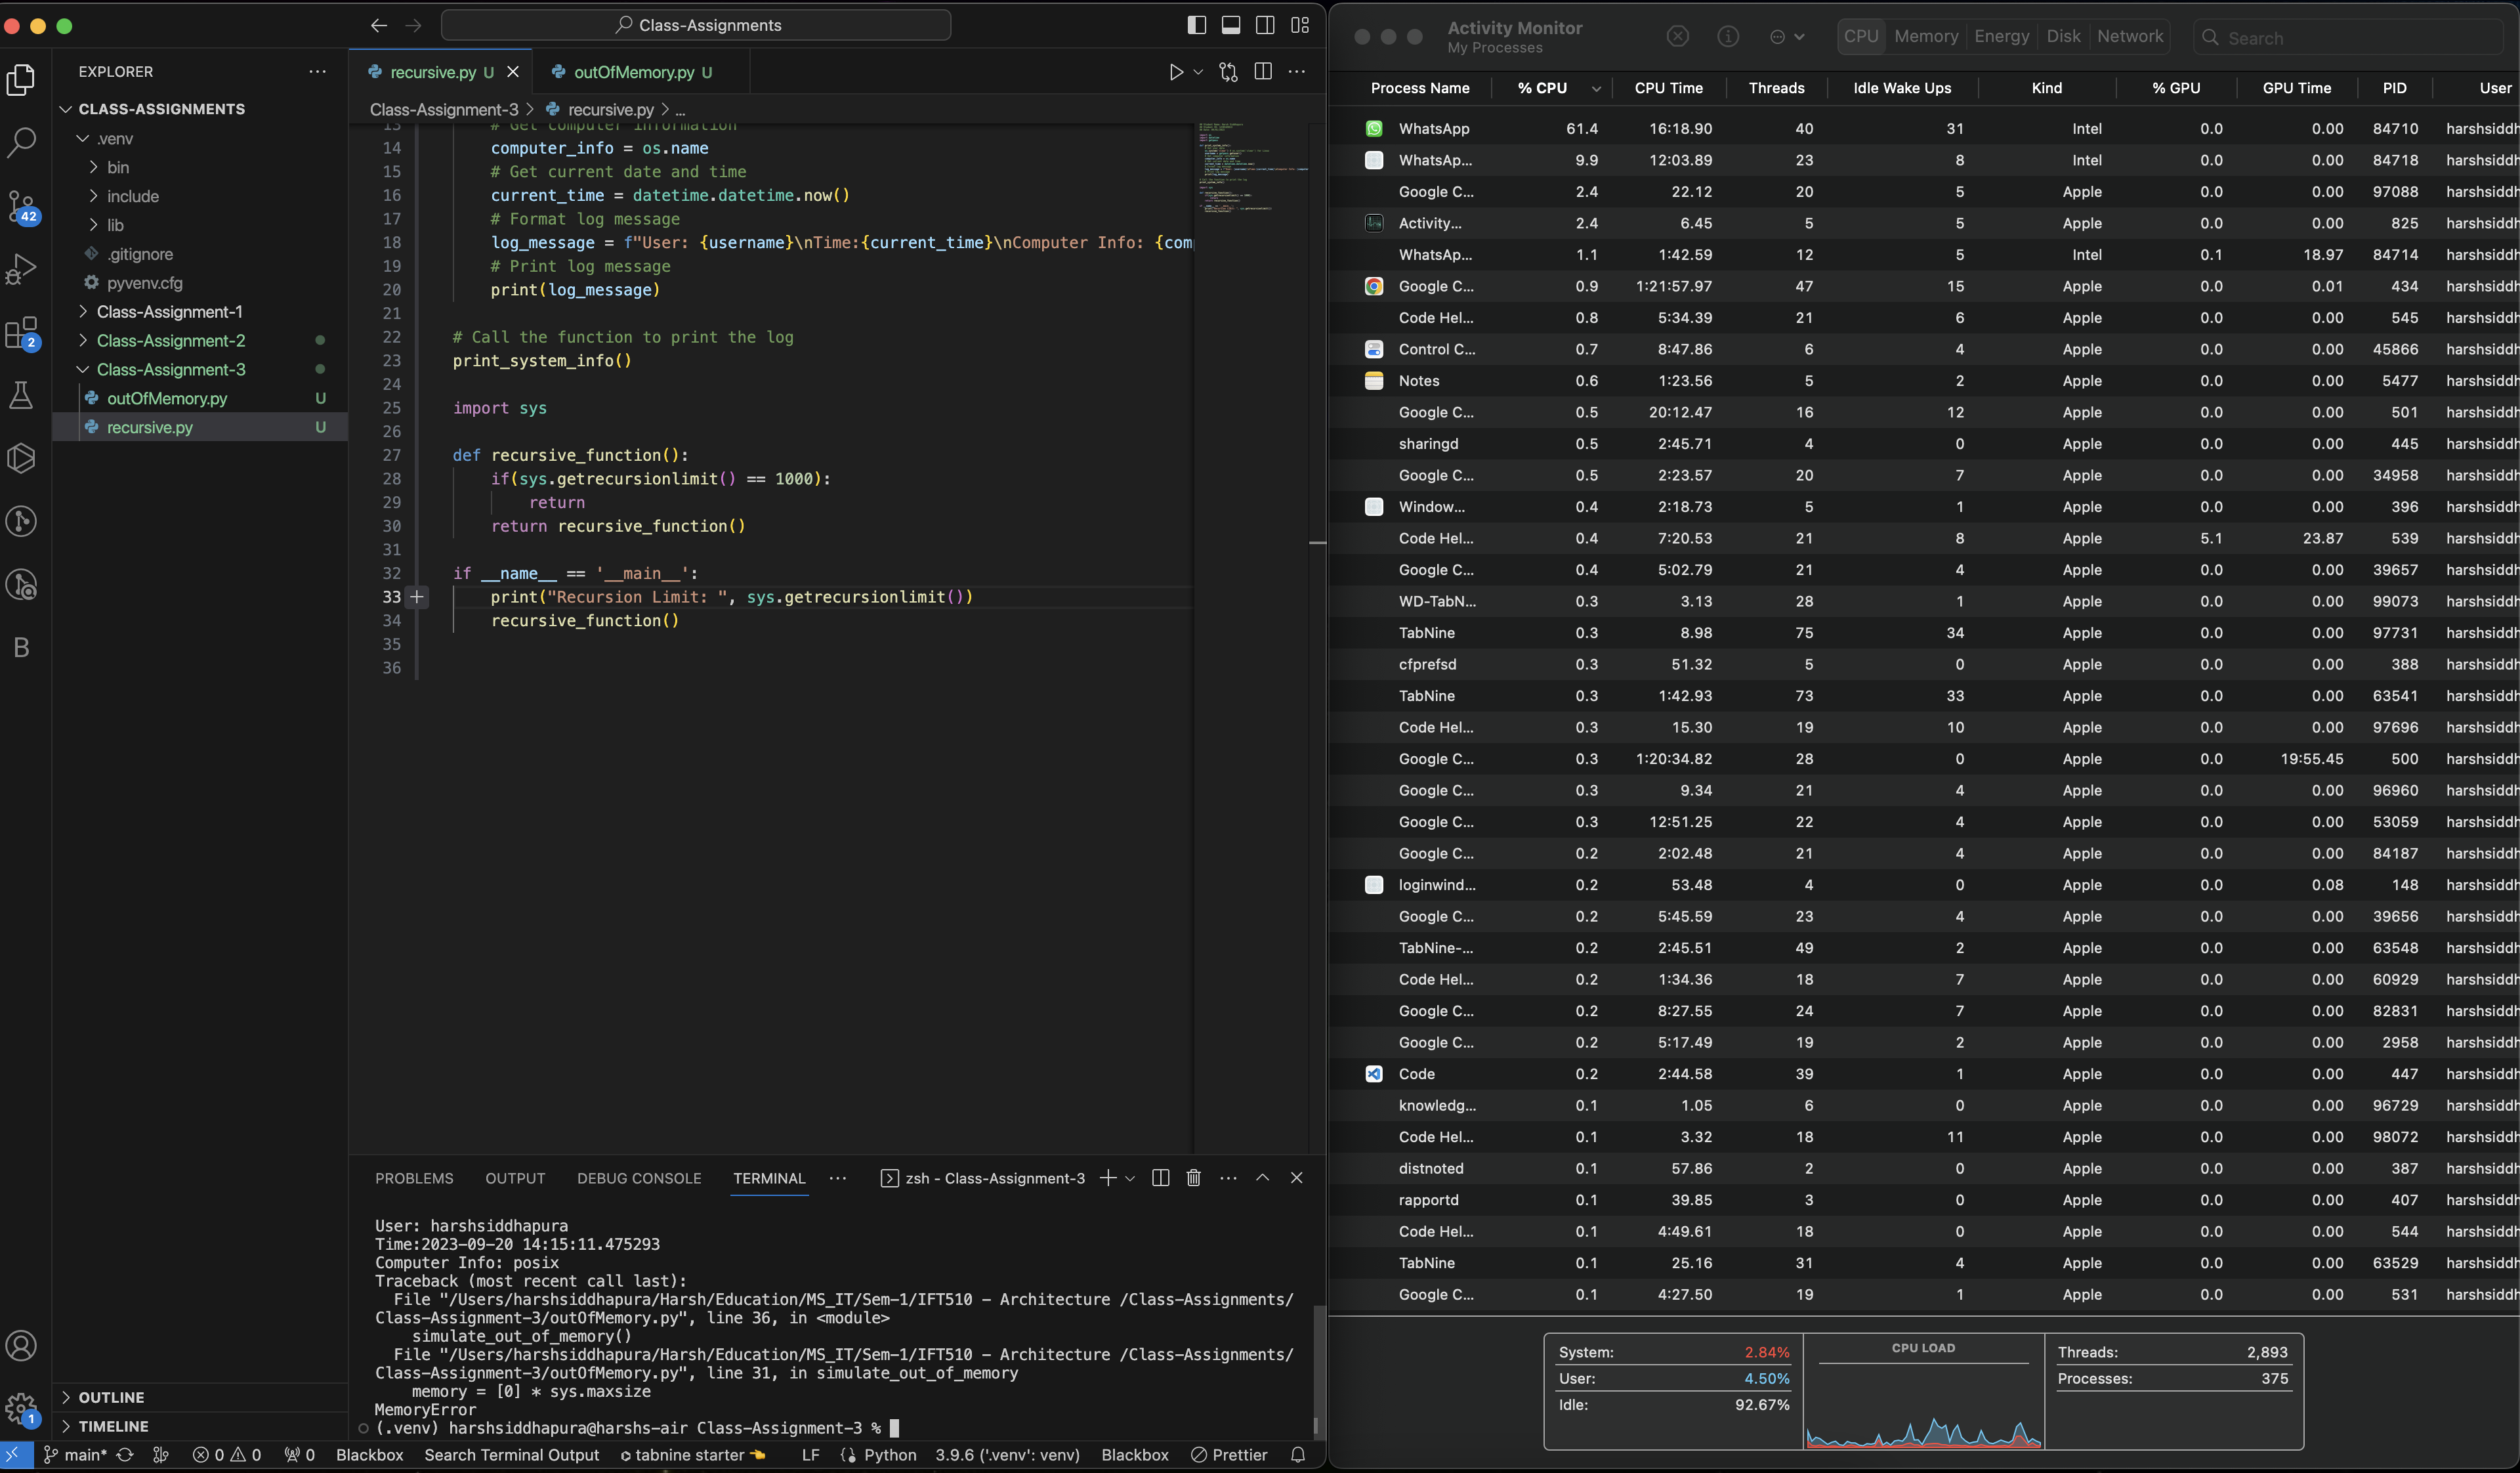 Class-Assignments
EXPLORER
CLASS-ASSIGNMENTS
.venv
bin
include
lib
.gitignore
pyvenv.cfg
Class-Assignment-1
Class-Assignment-2
Class-Assignment-3
outOfMemory.py U
recursive.py U
OUTLINE
TIMELINE
42
2
B
1
recursive.py U
outOfMemory.py U
Class-Assignment-3 > recursive.py > ...
13 # Get computer information
14 computer_info = os.name
15 # Get current date and time
16 current_time = datetime.datetime.now()
17 # Format log message
18 log_message = f"User: {username}\nTime:{current_time}\nComputer Info: {com
19 # Print log message
20 print(log_message)
21
22 # Call the function to print the log
23 print_system_info()
24
25 import sys
26
27 def recursive_function():
28 if(sys.getrecursionlimit() == 1000):
29 return
30 return recursive_function()
31
32 if __name__ == '__main__':
33 print("Recursion Limit: ", sys.getrecursionlimit())
34 recursive_function()
35
36
PROBLEMS OUTPUT DEBUG CONSOLE TERMINAL ... zsh - Class-Assignment-3
User: harshsiddhapura
Time:2023-09-20 14:15:11.475293
Computer Info: posix
Traceback (most recent call last):
File "/Users/harshsiddhapura/Harsh/Education/MS_IT/Sem-1/IFT510 - Architecture /Class-Assignments/
Class-Assignment-3/outOfMemory.py", line 36, in <module>
simulate_out_of_memory()
File "/Users/harshsiddhapura/Harsh/Education/MS_IT/Sem-1/IFT510 - Architecture /Class-Assignments/
Class-Assignment-3/outOfMemory.py", line 31, in simulate_out_of_memory
memory = [0] * sys.maxsize
MemoryError
(.venv) harshsiddhapura@harshs-air Class-Assignment-3 %
main* 0 0 0 Blackbox Search Terminal Output tabnine starter LF Python 3.9.6 ('.venv': venv) Blackbox Prettier
Activity Monitor
My Processes
CPU Memory Energy Disk Network Search
Process Name % CPU CPU Time Threads Idle Wake Ups Kind % GPU GPU Time PID User
WhatsApp 61.4 16:18.90 40 31 Intel 0.0 0.00 84710 harshsiddh
WhatsAp... 9.9 12:03.89 23 8 Intel 0.0 0.00 84718 harshsiddh
Google C... 2.4 22.12 20 5 Apple 0.0 0.00 97088 harshsiddh
Activity... 2.4 6.45 5 5 Apple 0.0 0.00 825 harshsiddh
WhatsAp... 1.1 1:42.59 12 5 Intel 0.1 18.97 84714 harshsiddh
Google C... 0.9 1:21:57.97 47 15 Apple 0.0 0.01 434 harshsiddh
Code Hel... 0.8 5:34.39 21 6 Apple 0.0 0.00 545 harshsiddh
Control C... 0.7 8:47.86 6 4 Apple 0.0 0.00 45866 harshsiddh
Notes 0.6 1:23.56 5 2 Apple 0.0 0.00 5477 harshsiddh
Google C... 0.5 20:12.47 16 12 Apple 0.0 0.00 501 harshsiddh
sharingd 0.5 2:45.71 4 0 Apple 0.0 0.00 445 harshsiddh
Google C... 0.5 2:23.57 20 7 Apple 0.0 0.00 34958 harshsiddh
Window... 0.4 2:18.73 5 1 Apple 0.0 0.00 396 harshsiddh
Code Hel... 0.4 7:20.53 21 8 Apple 5.1 23.87 539 harshsiddh
Google C... 0.4 5:02.79 21 4 Apple 0.0 0.00 39657 harshsiddh
WD-TabN... 0.3 3.13 28 1 Apple 0.0 0.00 99073 harshsiddh
TabNine 0.3 8.98 75 34 Apple 0.0 0.00 97731 harshsiddh
cfprefsd 0.3 51.32 5 0 Apple 0.0 0.00 388 harshsiddh
TabNine 0.3 1:42.93 73 33 Apple 0.0 0.00 63541 harshsiddh
Code Hel... 0.3 15.30 19 10 Apple 0.0 0.00 97696 harshsiddh
Google C... 0.3 1:20:34.82 28 0 Apple 0.0 19:55.45 500 harshsiddh
Google C... 0.3 9.34 21 4 Apple 0.0 0.00 96960 harshsiddh
Google C... 0.3 12:51.25 22 4 Apple 0.0 0.00 53059 harshsiddh
Google C... 0.2 2:02.48 21 4 Apple 0.0 0.00 84187 harshsiddh
loginwind... 0.2 53.48 4 0 Apple 0.0 0.08 148 harshsiddh
Google C... 0.2 5:45.59 23 4 Apple 0.0 0.00 39656 harshsiddh
TabNine-... 0.2 2:45.51 49 2 Apple 0.0 0.00 63548 harshsiddh
Code Hel... 0.2 1:34.36 18 7 Apple 0.0 0.00 60929 harshsiddh
Google C... 0.2 8:27.55 24 7 Apple 0.0 0.00 82831 harshsiddh
Google C... 0.2 5:17.49 19 2 Apple 0.0 0.00 2958 harshsiddh
Code 0.2 2:44.58 39 1 Apple 0.0 0.00 447 harshsiddh
knowledg... 0.1 1.05 6 0 Apple 0.0 0.00 96729 harshsiddh
Code Hel... 0.1 3.32 18 11 Apple 0.0 0.00 98072 harshsiddh
distnoted 0.1 57.86 2 0 Apple 0.0 0.00 387 harshsiddh
rapportd 0.1 39.85 3 0 Apple 0.0 0.00 407 harshsiddh
Code Hel... 0.1 4:49.61 18 0 Apple 0.0 0.00 544 harshsiddh
TabNine 0.1 25.16 31 4 Apple 0.0 0.00 63529 harshsiddh
Google C... 0.1 4:27.50 19 1 Apple 0.0 0.00 531 harshsiddh
System: 2.84%
User: 4.50%
Idle: 92.67%
CPU LOAD
Threads: 2,893
Processes: 375